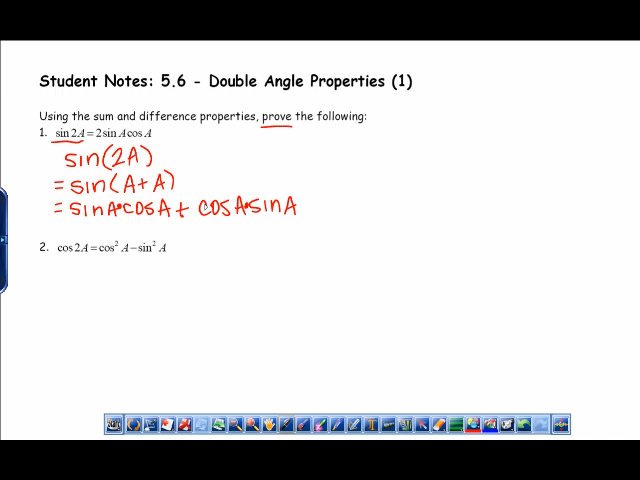 Student Notes: 5.6 - Double Angle Properties (1)
Using the sum and difference properties, prove the following:
1. sin 2A = 2 sin A cos A
sin(2A)
= sin(A+A)
= sinA·cosA + cosA·sinA
2. cos 2A = cos² A − sin² A